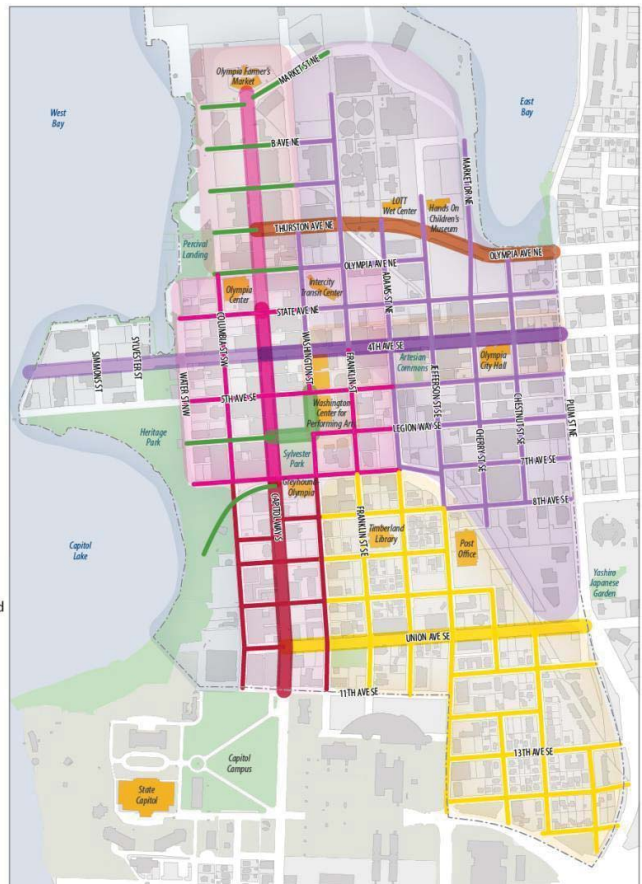 Olympia Farmer's
Market
MARKET ST NE
West
Bay
East
Bay
B AVE NE
MARKET DR NE
LOTT
Wet Center
Hands On
Children's
Museum
THURSTON AVE NE
Percival
Landing
OLYMPIA AVE NE
OLYMPIA AVE NE
Olympia
Center
Intercity
Transit Center
ADAMS ST NE
STATE AVE NE
COLUMBIA ST NW
WASHINGTON ST
4TH AVE SE
SIMMONS ST
SYLVESTER ST
FRANKLIN ST
Artesian
Commons
Olympia
City Hall
WATER ST NW
5TH AVE SE
JEFFERSON ST SE
CHESTNUT ST SE
PLUM ST NE
Washington
Center for
Performing Arts
LEGION WAY SE
CHERRY ST SE
Heritage
Park
Sylvester
Park
7TH AVE SE
Greyhound
Olympia
8TH AVE SE
CAPITOL WAY S
FRANKLIN ST SE
Timberland
Library
Post
Office
Capitol
Lake
Yashiro
Japanese
Garden
d
UNION AVE SE
11TH AVE SE
Capitol
Campus
13TH AVE SE
State
Capitol